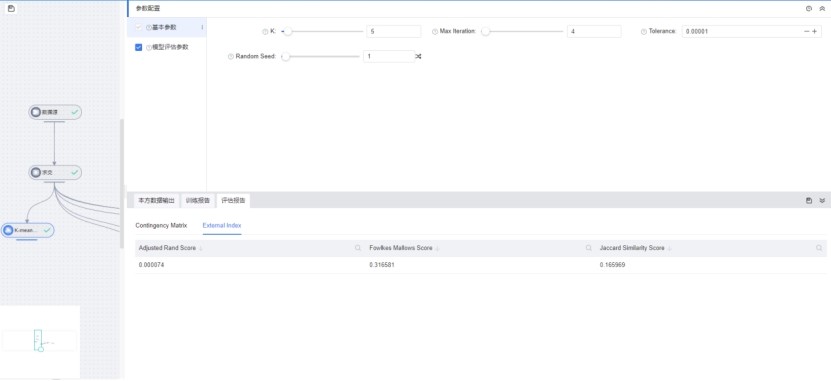 参数配置
基本参数
模型评估参数
K:
5
Max Iteration:
4
Tolerance:
0.00001
Random Seed:
1
数据源
求交
K-mean...
本方数据输出
训练报告
评估报告
Contingency Matrix
External Index
Adjusted Rand Score
Fowlkes Mallows Score
Jaccard Similarity Score
0.000074
0.316581
0.165969